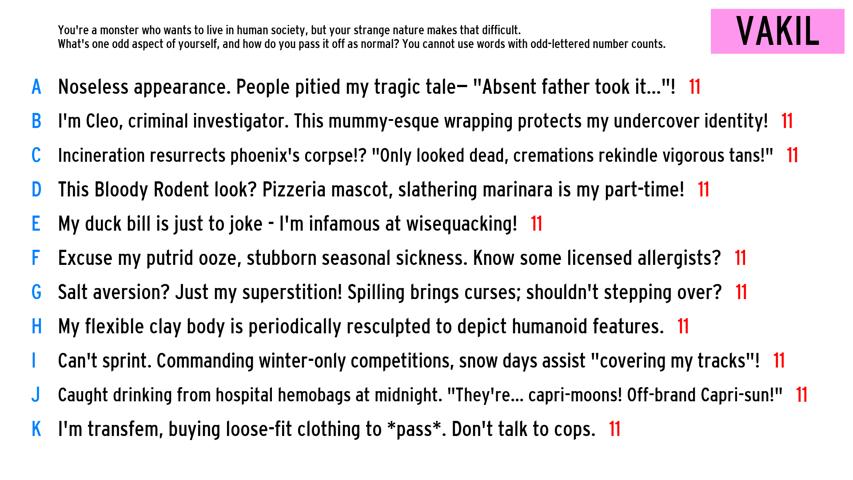 You're a monster who wants to live in human society, but your strange nature makes that difficult.
What's one odd aspect of yourself, and how do you pass it off as normal? You cannot use words with odd-lettered number counts.
VAKIL
A Noseless appearance. People pitied my tragic tale— "Absent father took it..."! 11
B I'm Cleo, criminal investigator. This mummy-esque wrapping protects my undercover identity! 11
C Incineration resurrects phoenix's corpse!? "Only looked dead, cremations rekindle vigorous tans!" 11
D This Bloody Rodent look? Pizzeria mascot, slathering marinara is my part-time! 11
E My duck bill is just to joke - I'm infamous at wisequacking! 11
F Excuse my putrid ooze, stubborn seasonal sickness. Know some licensed allergists? 11
G Salt aversion? Just my superstition! Spilling brings curses; shouldn't stepping over? 11
H My flexible clay body is periodically resculpted to depict humanoid features. 11
I Can't sprint. Commanding winter-only competitions, snow days assist "covering my tracks"! 11
J Caught drinking from hospital hemobags at midnight. "They're... capri-moons! Off-brand Capri-sun!" 11
K I'm transfem, buying loose-fit clothing to *pass*. Don't talk to cops. 11